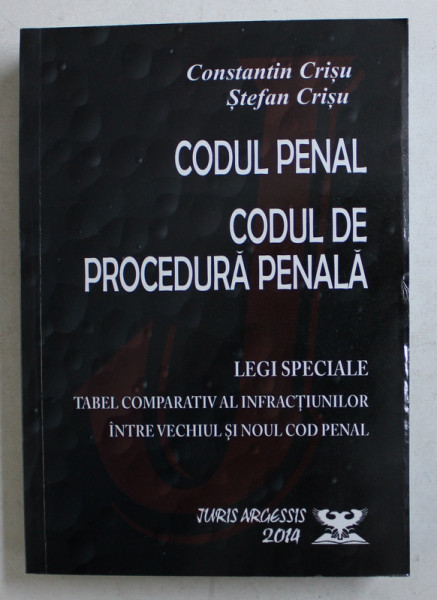 Constantin Crișu
Ștefan Crișu
CODUL PENAL
CODUL DE
PROCEDURĂ PENALĂ
LEGI SPECIALE
TABEL COMPARATIV AL INFRACȚIUNILOR
ÎNTRE VECHIUL ȘI NOUL COD PENAL
JURIS ARGESSIS
2014